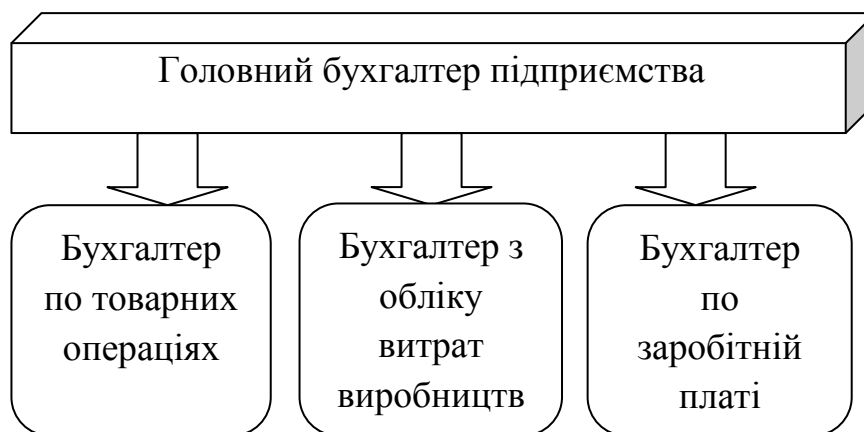 Головний бухгалтер підприємства
Бухгалтер
по товарних
операціях
Бухгалтер з
обліку
витрат
виробництв
Бухгалтер
по
заробітній
платі